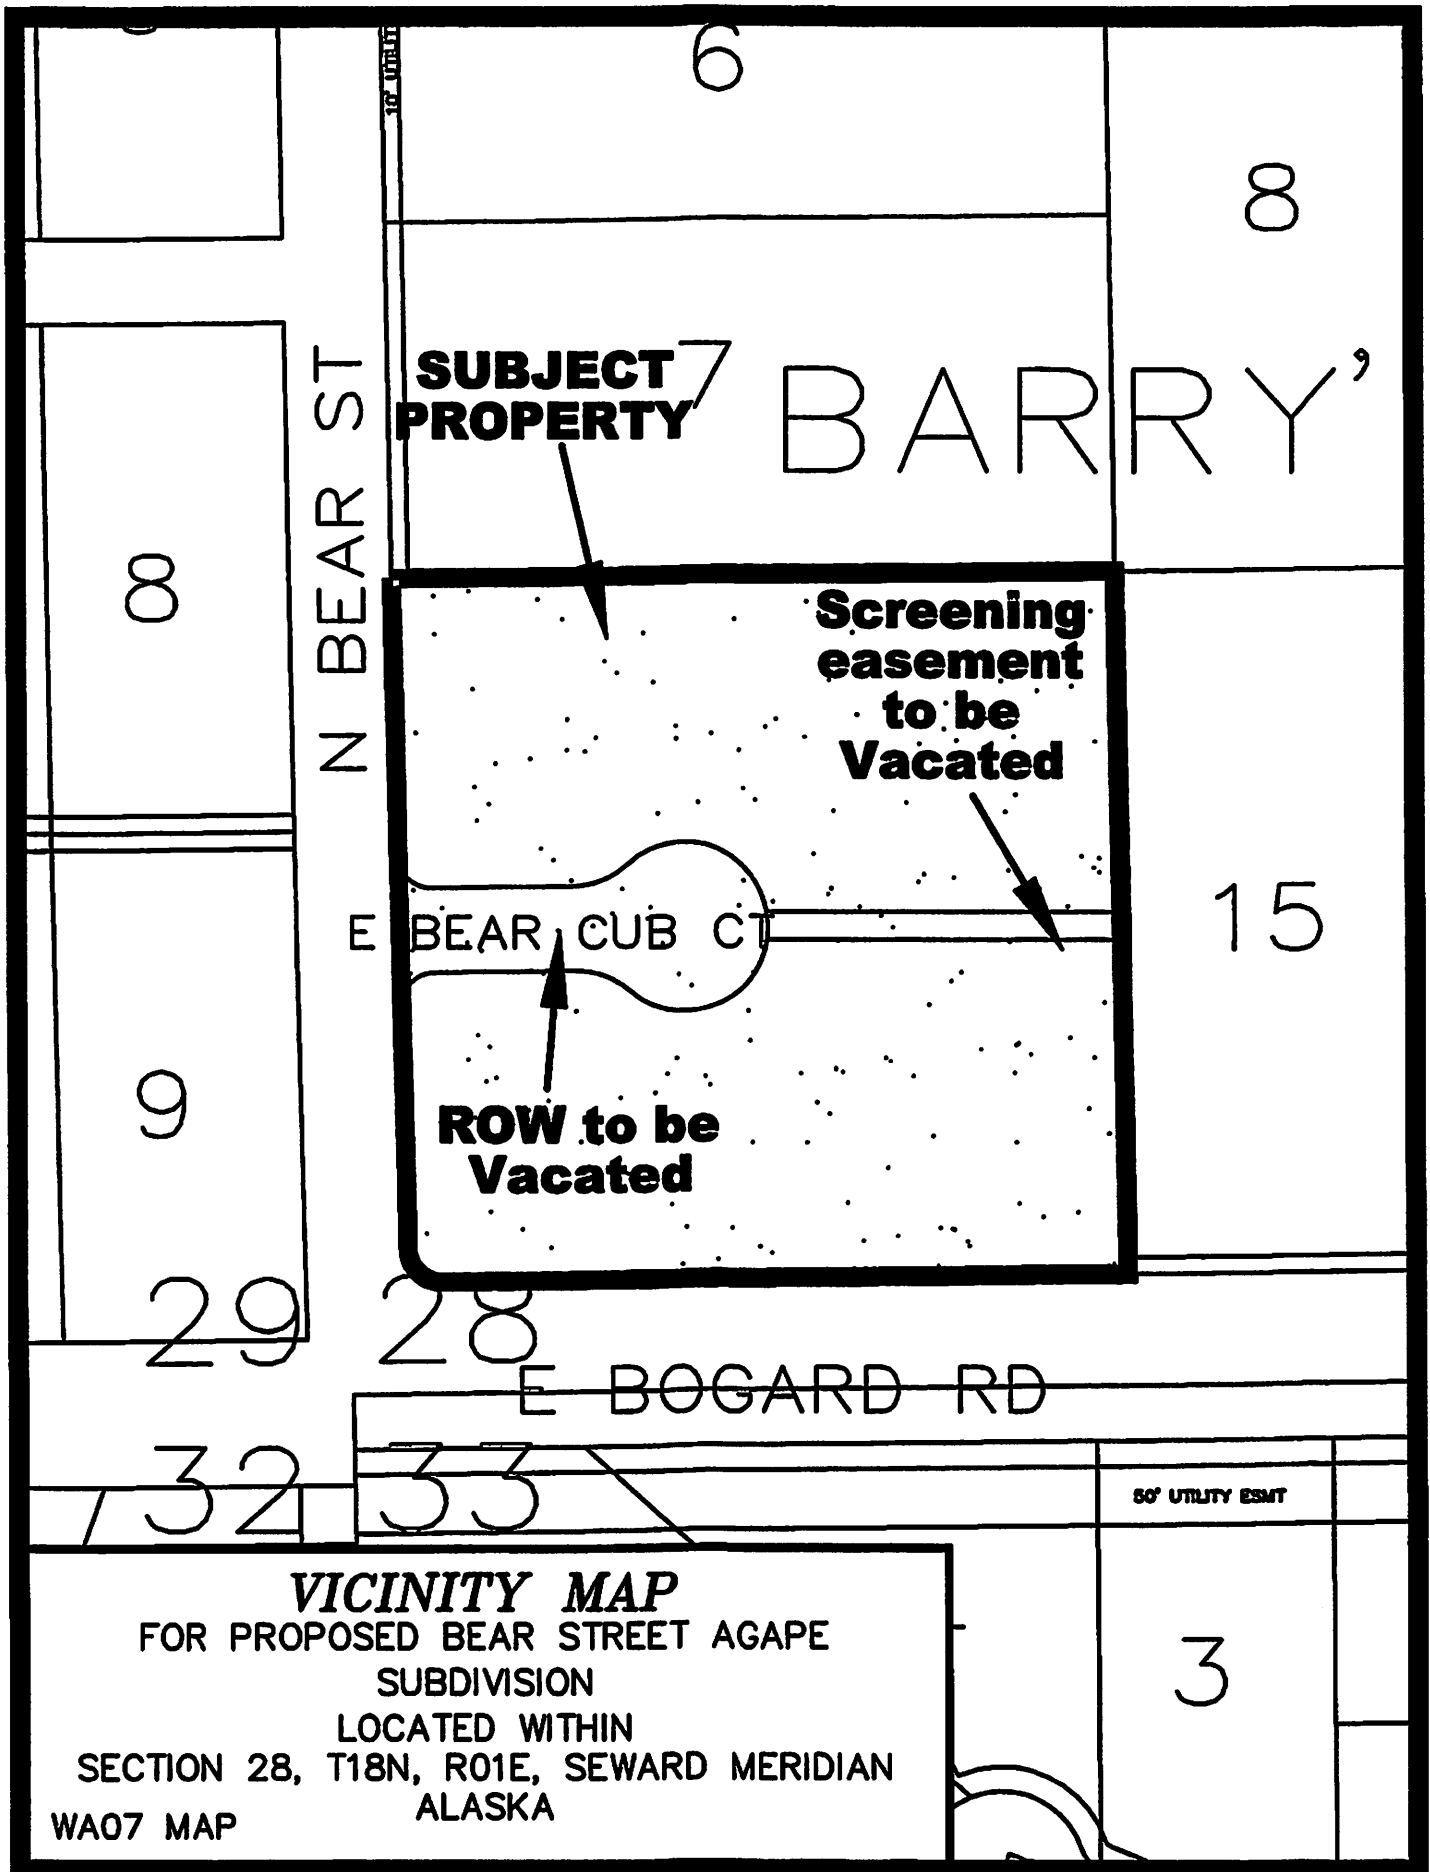 10' UTILIT
6
8
SUBJECT
PROPERTY
7
BARRY'
N BEAR ST
8
Screening
easement
to be
Vacated
E BEAR CUB CT
15
9
ROW to be
Vacated
29 28
E BOGARD RD
32 33
50' UTILITY ESMT
VICINITY MAP
FOR PROPOSED BEAR STREET AGAPE
SUBDIVISION
LOCATED WITHIN
SECTION 28, T18N, R01E, SEWARD MERIDIAN
ALASKA
WA07 MAP
3